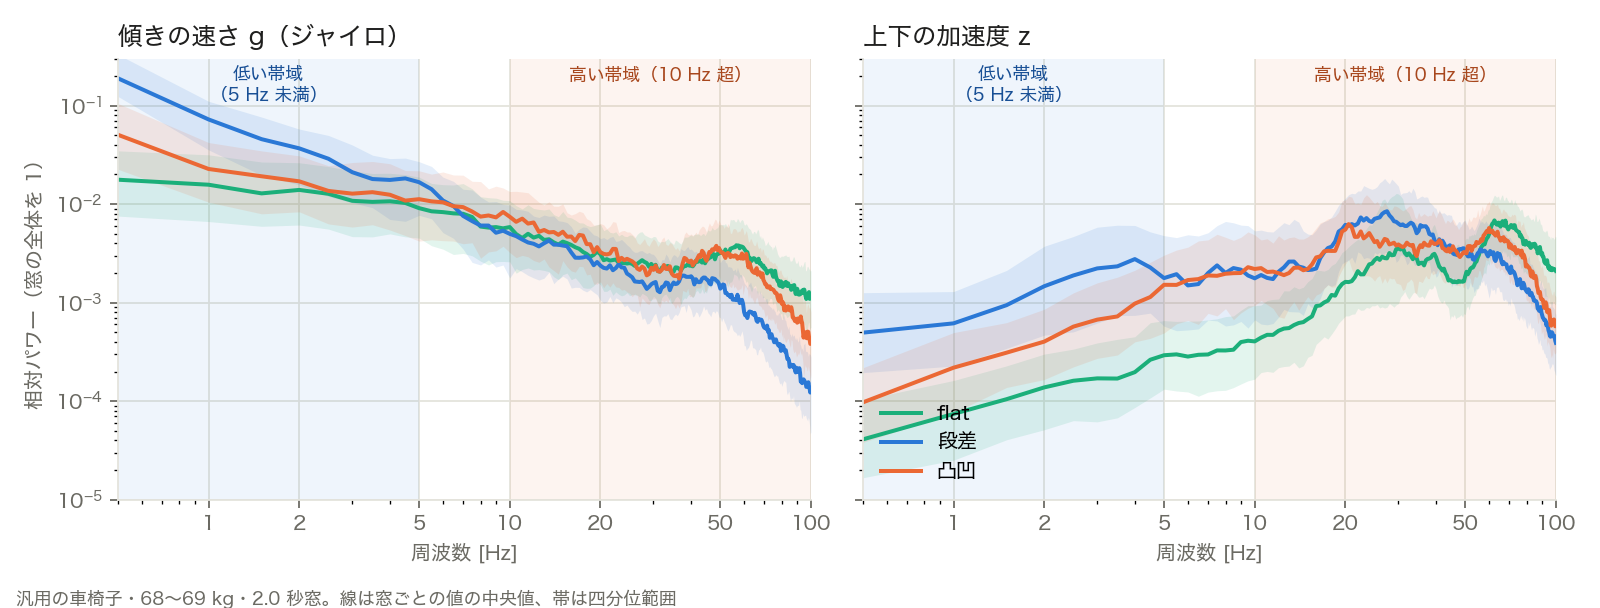 傾きの速さ g（ジャイロ）
上下の加速度 z
低い帯域
（5 Hz 未満）
高い帯域（10 Hz 超）
低い帯域
（5 Hz 未満）
高い帯域（10 Hz 超）
相対パワー（窓の全体を 1）
10⁻¹
10⁻²
10⁻³
10⁻⁴
10⁻⁵
flat
段差
凸凹
1 2 5 10 20 50 100
1 2 5 10 20 50 100
周波数 [Hz]
周波数 [Hz]
汎用の車椅子・68〜69 kg・2.0 秒窓。線は窓ごとの値の中央値、帯は四分位範囲